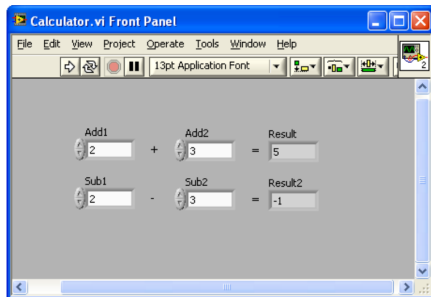 Calculator.vi Front Panel
File Edit View Project Operate Tools Window Help
13pt Application Font
2
Add1 Add2 Result
2 + 3 = 5
Sub1 Sub2 Result2
2 - 3 = -1